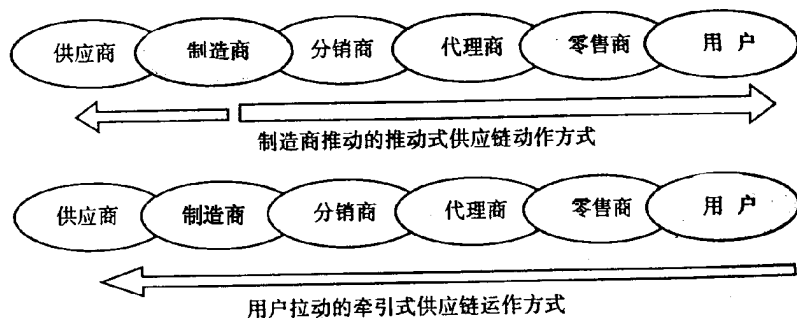 供应商 制造商 分销商 代理商 零售商 用户
制造商推动的推动式供应链动作方式
供应商 制造商 分销商 代理商 零售商 用户
用户拉动的牵引式供应链运作方式